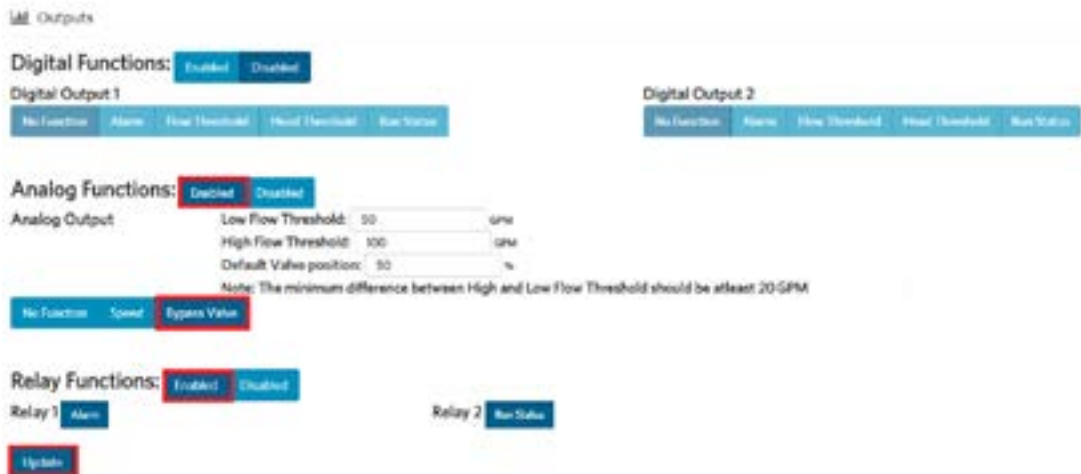 Outputs
Digital Functions: Enabled Disabled
Digital Output 1 Digital Output 2
No Function Alarm Flow Threshold Head Threshold Run Status No Function Alarm Flow Threshold Head Threshold Run Status
Analog Functions: Enabled Disabled
Analog Output Low Flow Threshold: 50 GPM
High Flow Threshold: 100 GPM
Default Valve position: 50 %
Note: The minimum difference between High and Low Flow Threshold should be atleast 20 GPM
No Function Speed Bypass Valve
Relay Functions: Enabled Disabled
Relay 1 Alarm Relay 2 Run Status
Update